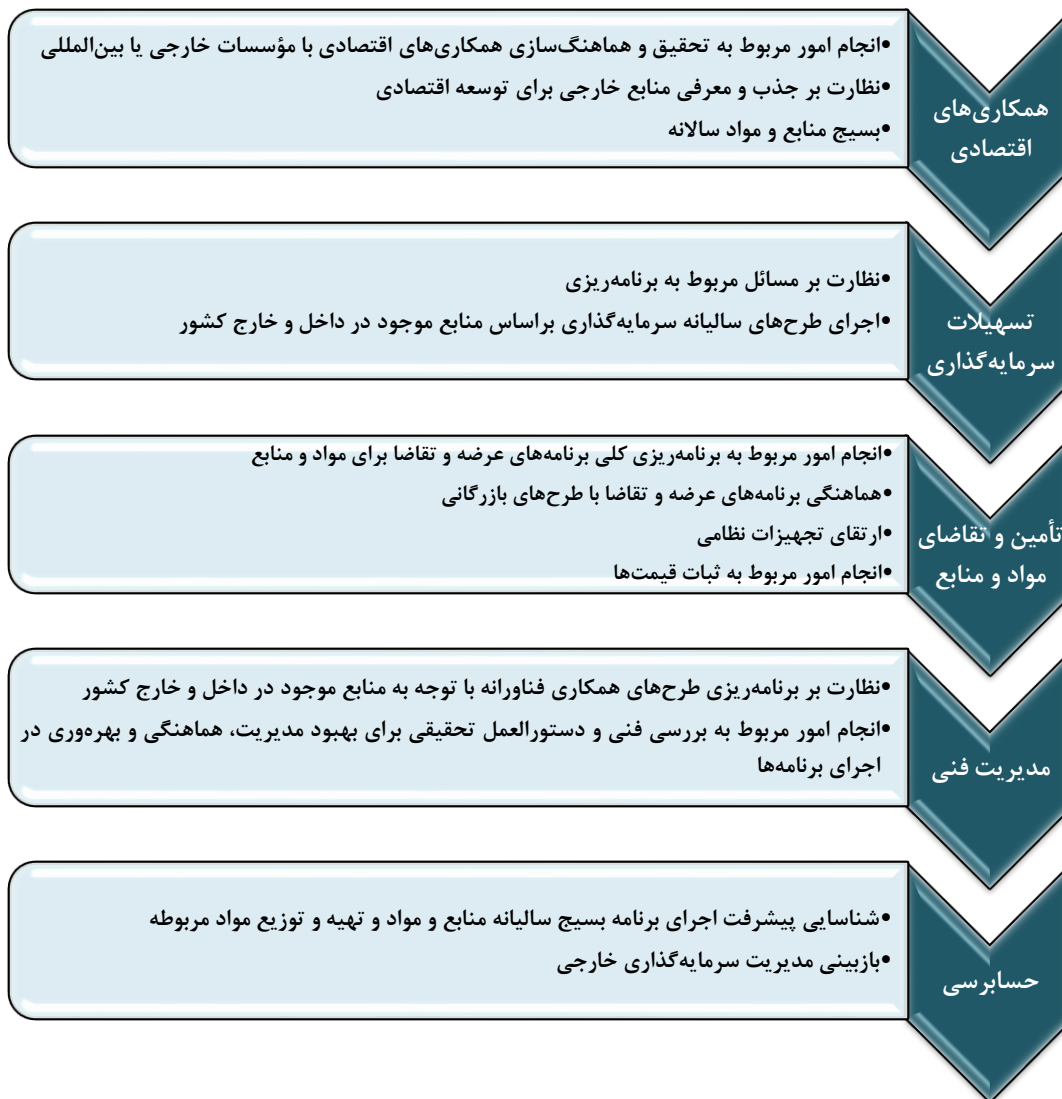 همکاری‌های
اقتصادی
•انجام امور مربوط به تحقیق و هماهنگ‌سازی همکاری‌های اقتصادی با مؤسسات خارجی یا بین‌المللی
•نظارت بر جذب و معرفی منابع خارجی برای توسعه اقتصادی
•بسیج منابع و مواد سالانه
تسهیلات
سرمایه‌گذاری
•نظارت بر مسائل مربوط به برنامه‌ریزی
•اجرای طرح‌های سالیانه سرمایه‌گذاری براساس منابع موجود در داخل و خارج کشور
تأمین و تقاضای
مواد و منابع
•انجام امور مربوط به برنامه‌ریزی کلی برنامه‌های عرضه و تقاضا برای مواد و منابع
•هماهنگی برنامه‌های عرضه و تقاضا با طرح‌های بازرگانی
•ارتقای تجهیزات نظامی
•انجام امور مربوط به ثبات قیمت‌ها
مدیریت فنی
•نظارت بر برنامه‌ریزی طرح‌های همکاری فناورانه با توجه به منابع موجود در داخل و خارج کشور
•انجام امور مربوط به بررسی فنی و دستورالعمل تحقیقی برای بهبود مدیریت، هماهنگی و بهره‌وری در
اجرای برنامه‌ها
حسابرسی
•شناسایی پیشرفت اجرای برنامه بسیج سالیانه منابع و مواد و تهیه و توزیع مواد مربوطه
•بازبینی مدیریت سرمایه‌گذاری خارجی